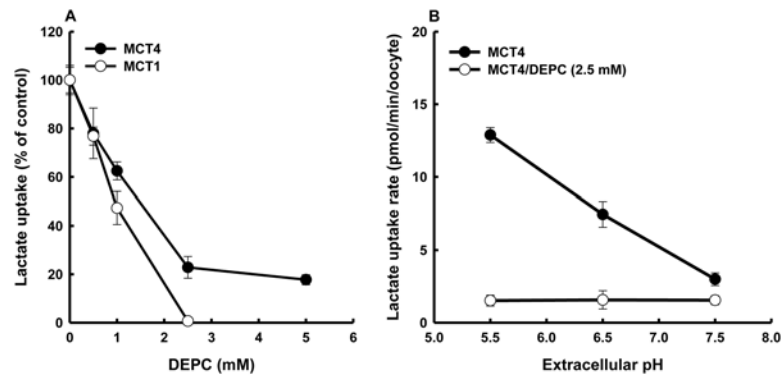 A
MCT4
MCT1
Lactate uptake (% of control)
120
100
80
60
40
20
0
0 1 2 3 4 5 6
DEPC (mM)
B
MCT4
MCT4/DEPC (2.5 mM)
Lactate uptake rate (pmol/min/oocyte)
20
15
10
5
0
5.0 5.5 6.0 6.5 7.0 7.5 8.0
Extracellular pH